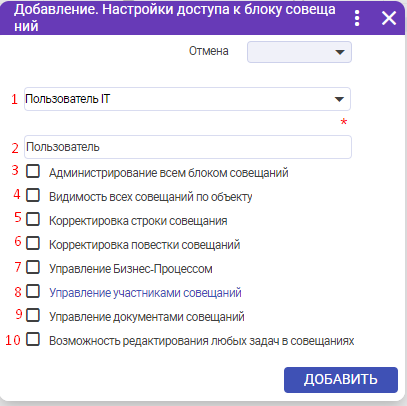 Добавление. Настройки доступа к блоку совеща
ний
Отмена
1 Пользователь IT
*
2 Пользователь
3 Администрирование всем блоком совещаний
4 Видимость всех совещаний по объекту
5 Корректировка строки совещания
6 Корректировка повестки совещаний
7 Управление Бизнес-Процессом
8 Управление участниками совещаний
9 Управление документами совещаний
10 Возможность редактирования любых задач в совещаниях
ДОБАВИТЬ